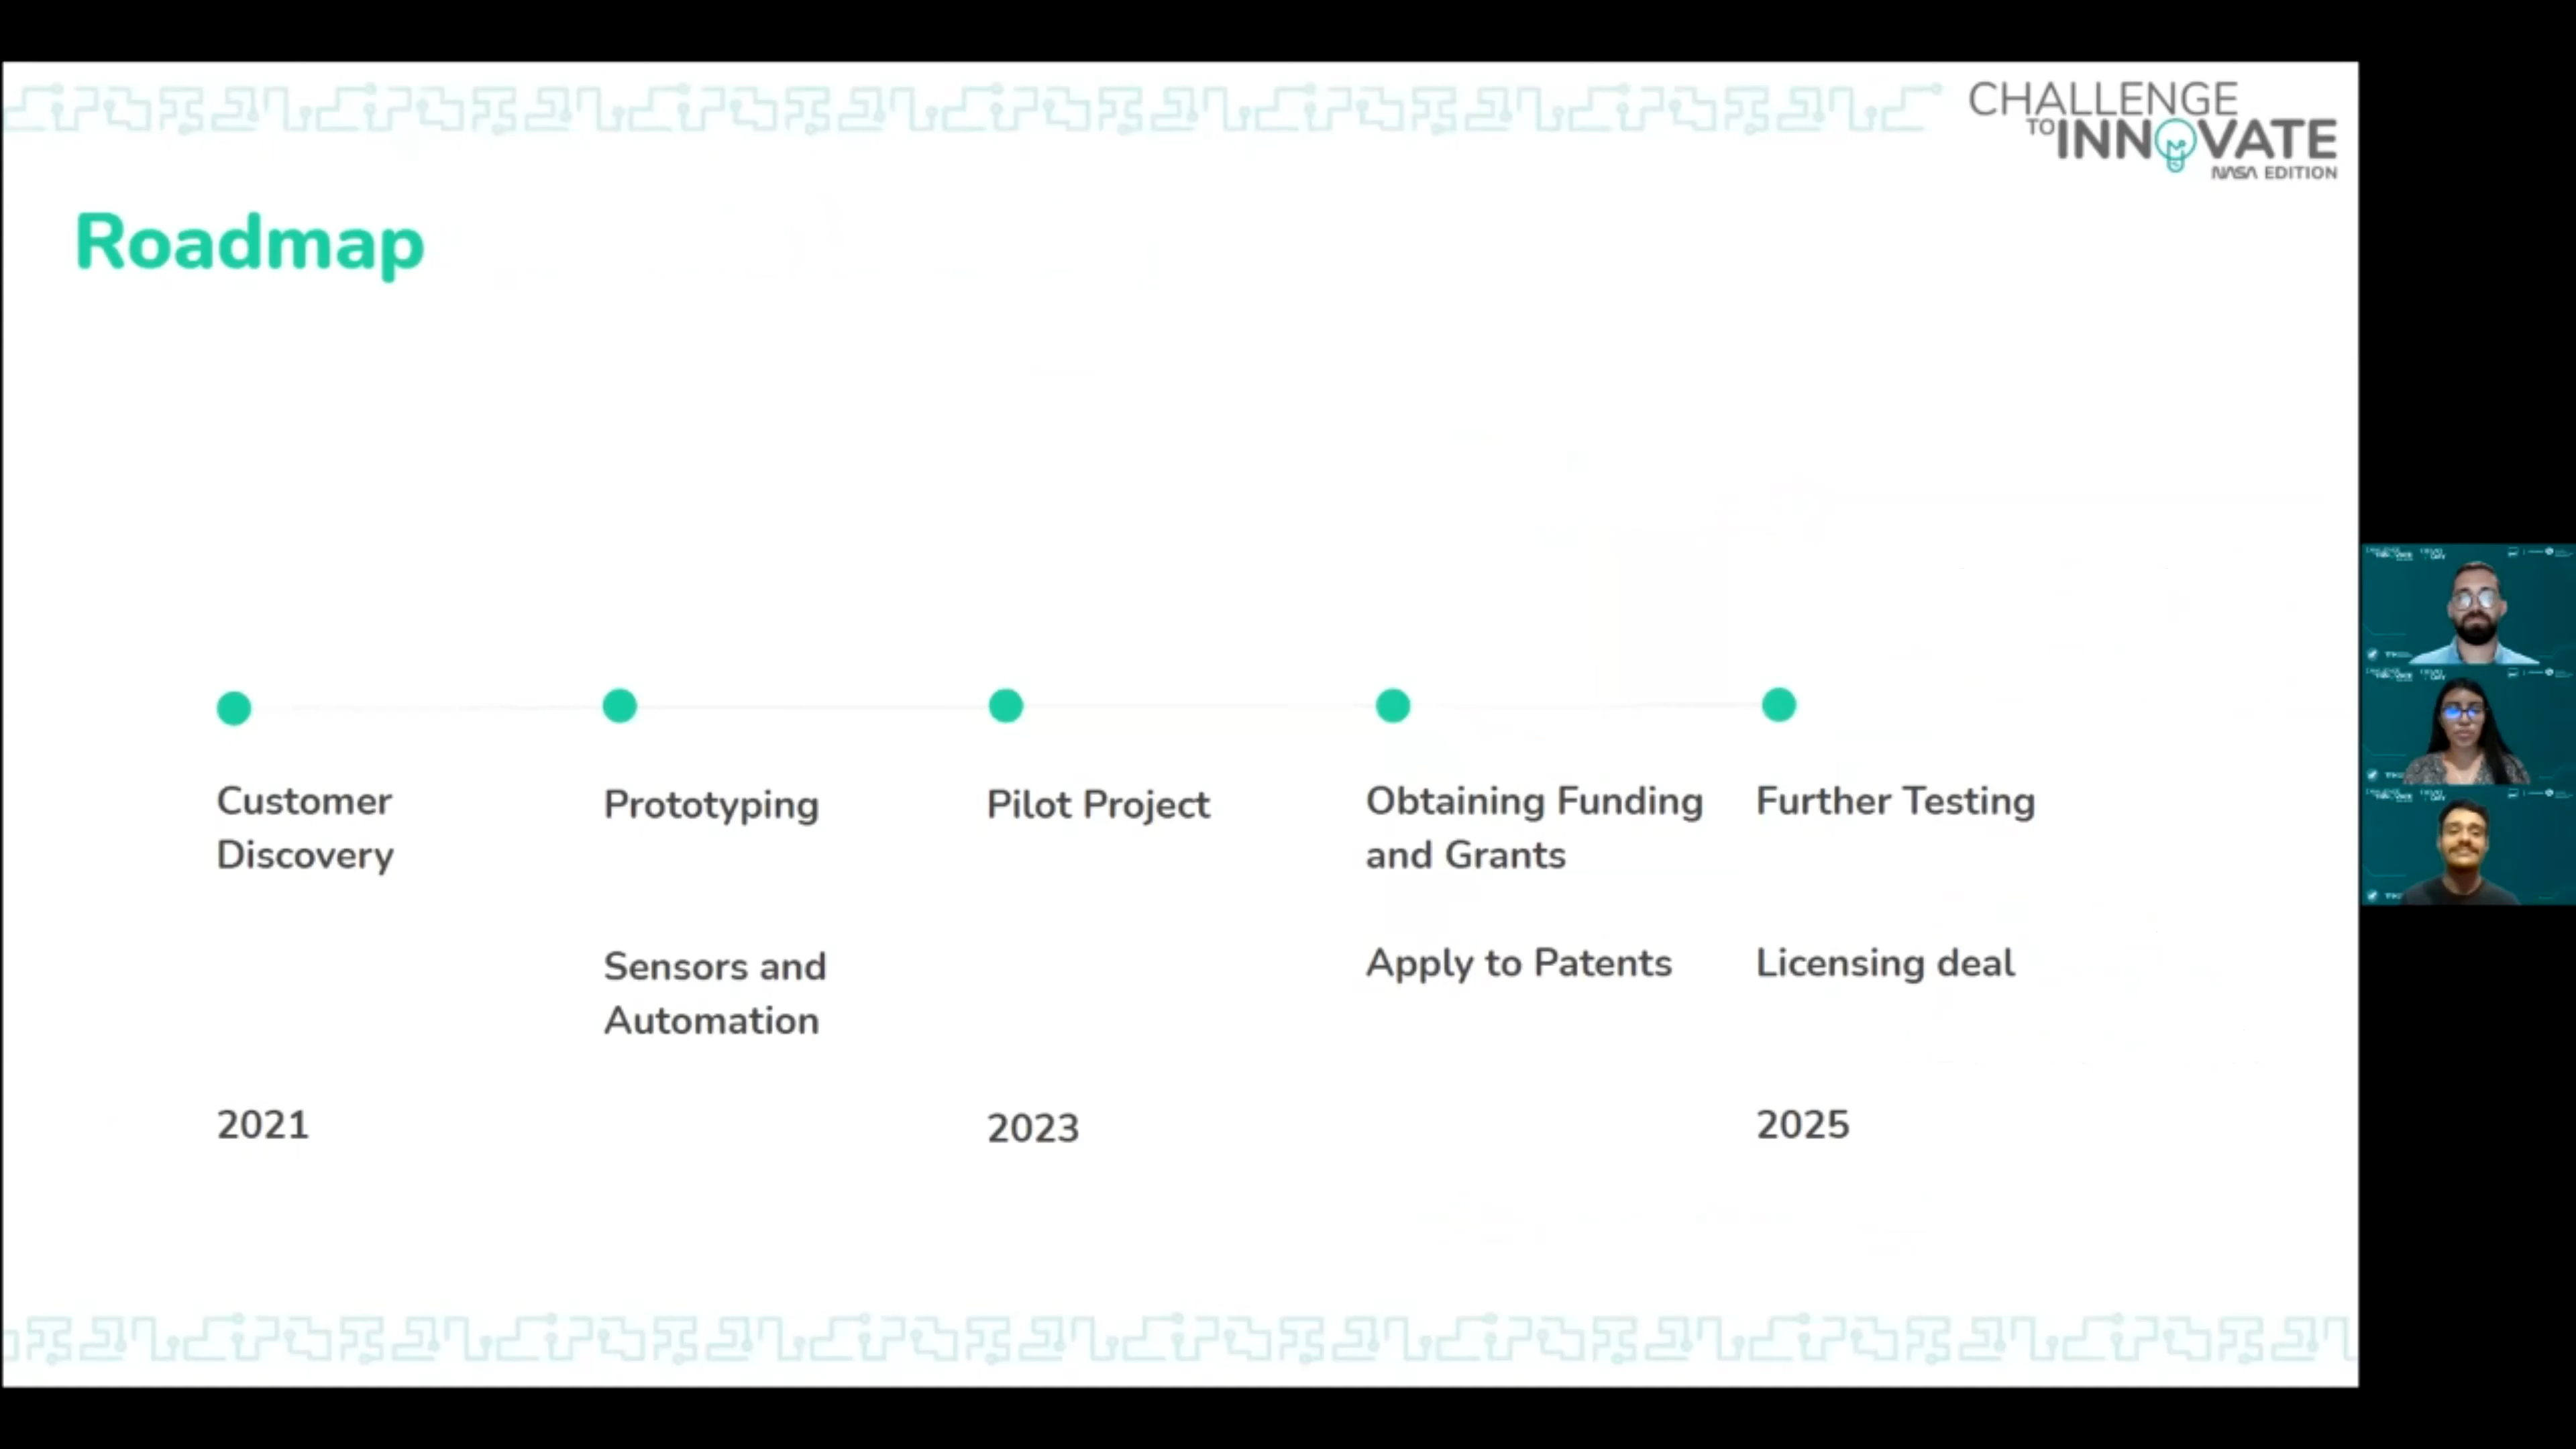 CHALLENGE
TO INNOVATE
NASA EDITION
Roadmap
Customer
Discovery
2021
Prototyping
Sensors and
Automation
Pilot Project
2023
Obtaining Funding
and Grants
Apply to Patents
Further Testing
Licensing deal
2025